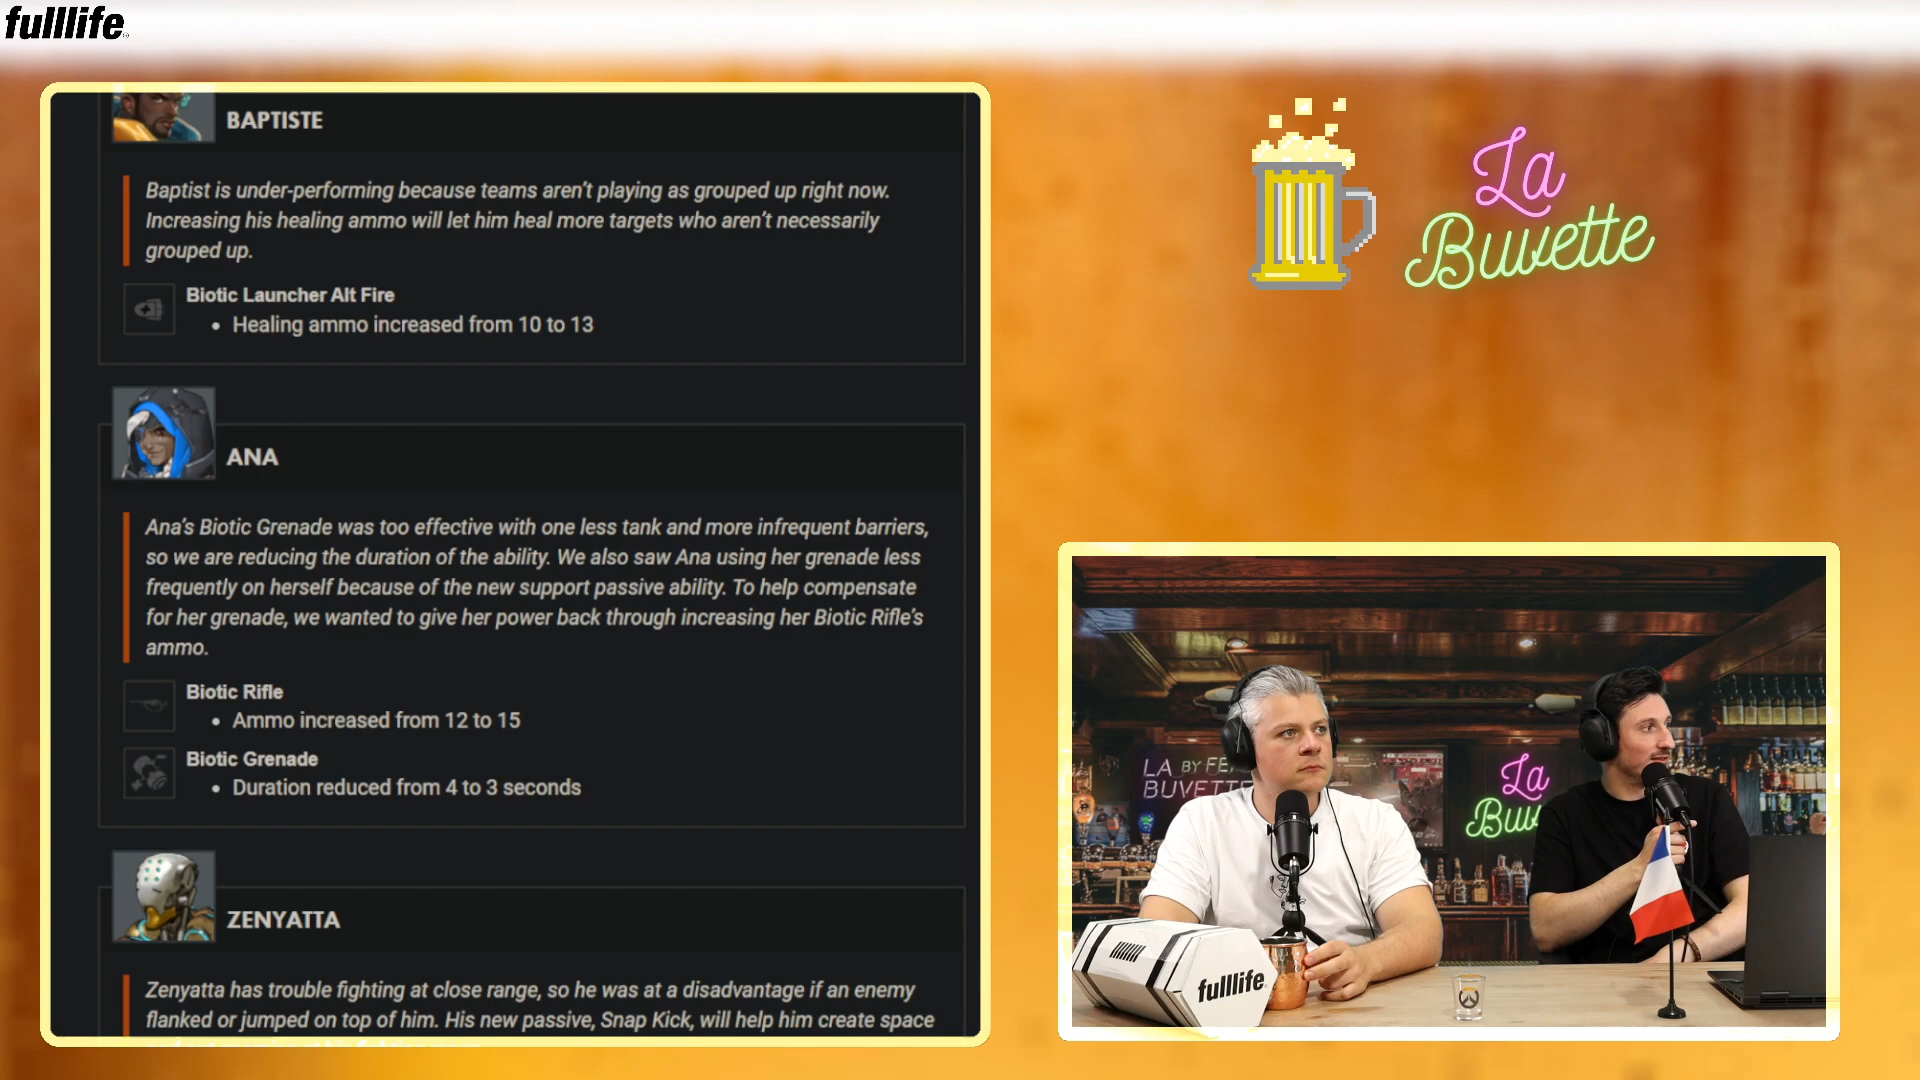 fulllife
BAPTISTE
Baptist is under-performing because teams aren't playing as grouped up right now.
Increasing his healing ammo will let him heal more targets who aren't necessarily
grouped up.
Biotic Launcher Alt Fire
• Healing ammo increased from 10 to 13
ANA
Ana's Biotic Grenade was too effective with one less tank and more infrequent barriers,
so we are reducing the duration of the ability. We also saw Ana using her grenade less
frequently on herself because of the new support passive ability. To help compensate
for her grenade, we wanted to give her power back through increasing her Biotic Rifle's
ammo.
Biotic Rifle
• Ammo increased from 12 to 15
Biotic Grenade
• Duration reduced from 4 to 3 seconds
ZENYATTA
Zenyatta has trouble fighting at close range, so he was at a disadvantage if an enemy
flanked or jumped on top of him. His new passive, Snap Kick, will help him create space
La
Buvette
LA BY FE
BUVETTE
La
Buv
fulllife